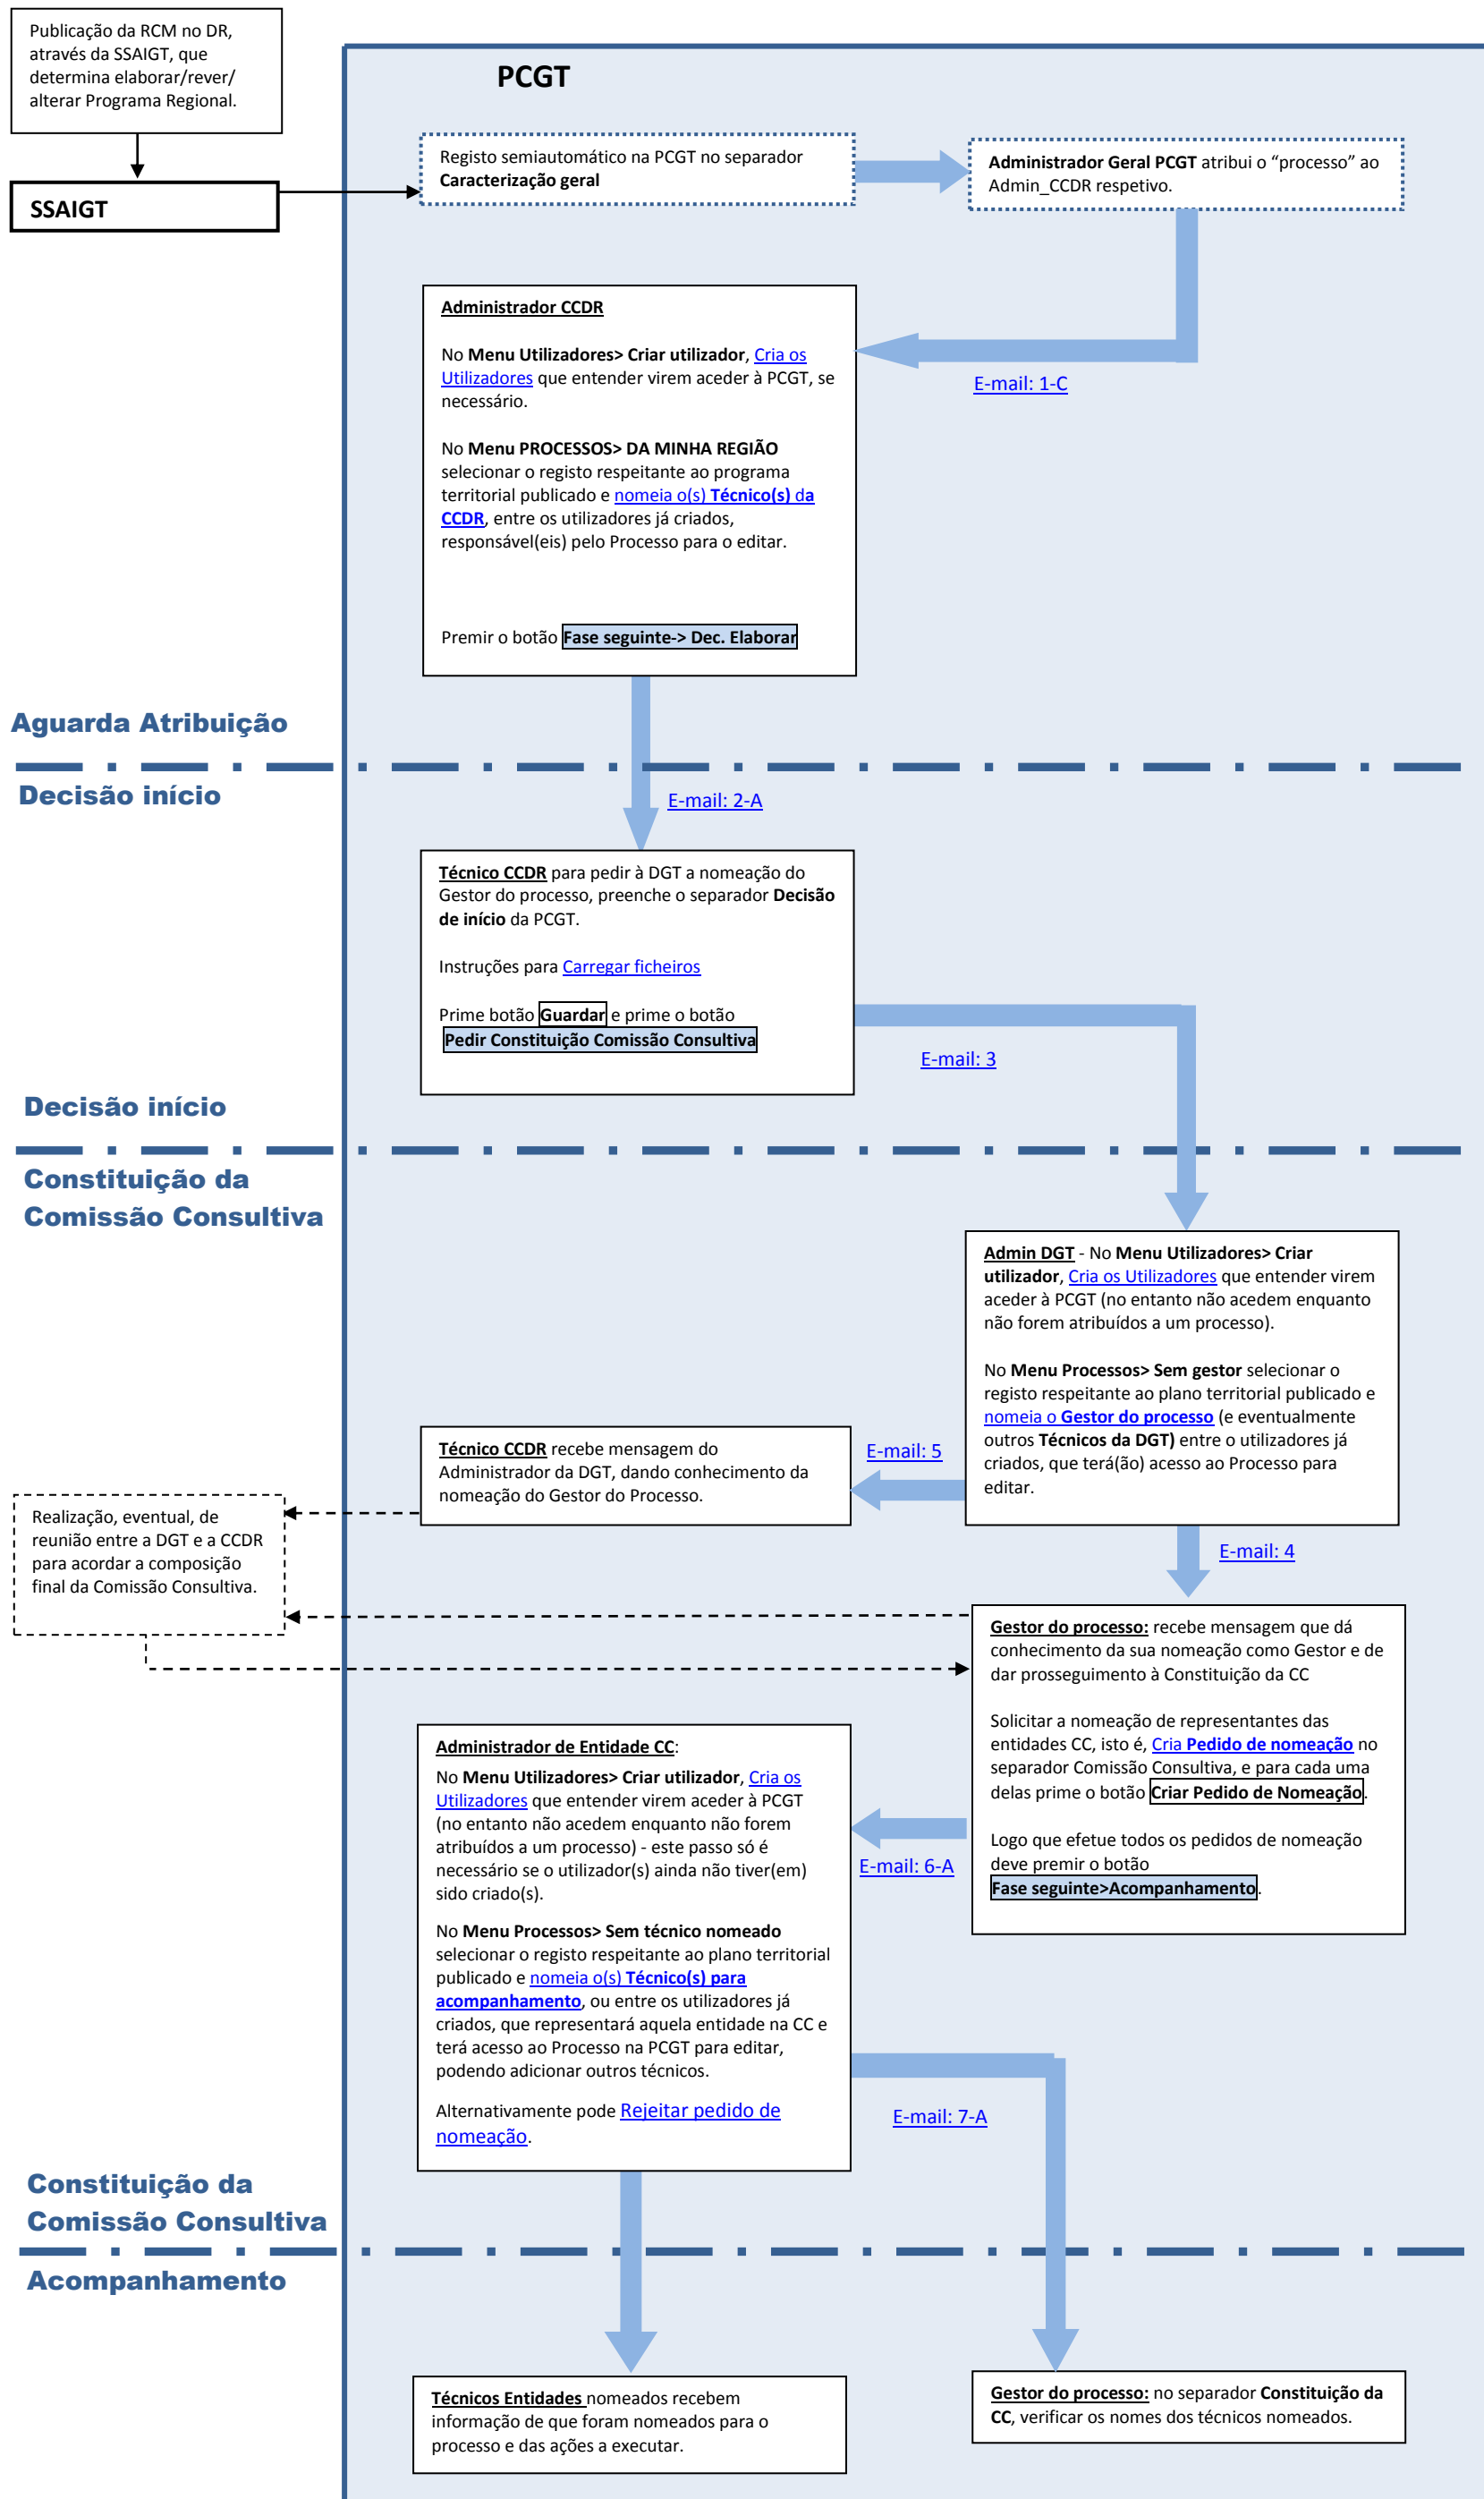 Publicação da RCM no DR,
através da SSAIGT, que
determina elaborar/rever/
alterar Programa Regional.
PCGT
SSAIGT
Registo semiautomático na PCGT no separador
Caracterização geral
Administrador Geral PCGT atribui o “processo” ao
Admin_CCDR respetivo.
E-mail: 1-C
Administrador CCDR
No Menu Utilizadores> Criar utilizador, Cria os
Utilizadores que entender virem aceder à PCGT, se
necessário.
No Menu PROCESSOS> DA MINHA REGIÃO
selecionar o registo respeitante ao programa
territorial publicado e nomeia o(s) Técnico(s) da
CCDR, entre os utilizadores já criados,
responsável(eis) pelo Processo para o editar.
Premir o botão Fase seguinte-> Dec. Elaborar
Aguarda Atribuição
Decisão início
E-mail: 2-A
Técnico CCDR para pedir à DGT a nomeação do
Gestor do processo, preenche o separador Decisão
de início da PCGT.
Instruções para Carregar ficheiros
Prime botão Guardar e prime o botão
Pedir Constituição Comissão Consultiva
E-mail: 3
Decisão início
Constituição da
Comissão Consultiva
Admin DGT - No Menu Utilizadores> Criar
utilizador, Cria os Utilizadores que entender virem
aceder à PCGT (no entanto não acedem enquanto
não forem atribuídos a um processo).
No Menu Processos> Sem gestor selecionar o
registo respeitante ao plano territorial publicado e
nomeia o Gestor do processo (e eventualmente
outros Técnicos da DGT) entre o utilizadores já
criados, que terá(ão) acesso ao Processo para
editar.
E-mail: 5
Técnico CCDR recebe mensagem do
Administrador da DGT, dando conhecimento da
nomeação do Gestor do Processo.
Realização, eventual, de
reunião entre a DGT e a CCDR
para acordar a composição
final da Comissão Consultiva.
E-mail: 4
Gestor do processo: recebe mensagem que dá
conhecimento da sua nomeação como Gestor e de
dar prosseguimento à Constituição da CC
Solicitar a nomeação de representantes das
entidades CC, isto é, Cria Pedido de nomeação no
separador Comissão Consultiva, e para cada uma
delas prime o botão Criar Pedido de Nomeação.
Logo que efetue todos os pedidos de nomeação
deve premir o botão
Fase seguinte>Acompanhamento.
E-mail: 6-A
Administrador de Entidade CC:
No Menu Utilizadores> Criar utilizador, Cria os
Utilizadores que entender virem aceder à PCGT
(no entanto não acedem enquanto não forem
atribuídos a um processo) - este passo só é
necessário se o utilizador(s) ainda não tiver(em)
sido criado(s).
No Menu Processos> Sem técnico nomeado
selecionar o registo respeitante ao plano territorial
publicado e nomeia o(s) Técnico(s) para
acompanhamento, ou entre os utilizadores já
criados, que representará aquela entidade na CC e
terá acesso ao Processo na PCGT para editar,
podendo adicionar outros técnicos.
Alternativamente pode Rejeitar pedido de
nomeação.
E-mail: 7-A
Constituição da
Comissão Consultiva
Acompanhamento
Técnicos Entidades nomeados recebem
informação de que foram nomeados para o
processo e das ações a executar.
Gestor do processo: no separador Constituição da
CC, verificar os nomes dos técnicos nomeados.